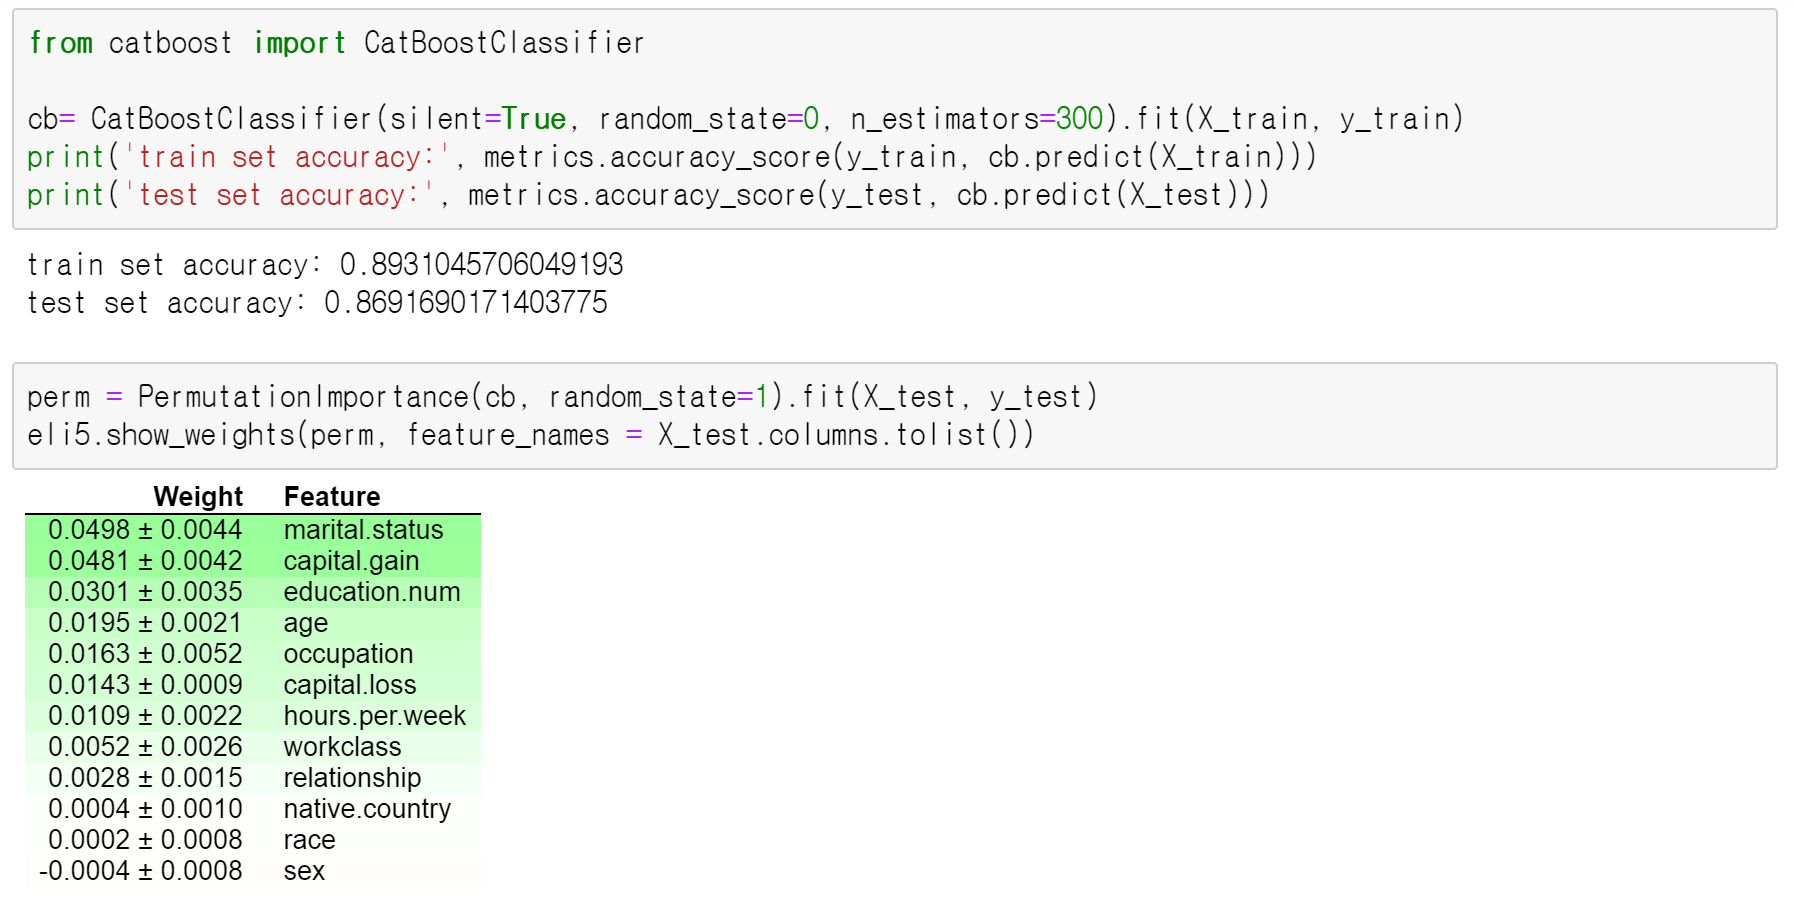 from catboost import CatBoostClassifier
cb= CatBoostClassifier(silent=True, random_state=0, n_estimators=300).fit(X_train, y_train)
print('train set accuracy:', metrics.accuracy_score(y_train, cb.predict(X_train)))
print('test set accuracy:', metrics.accuracy_score(y_test, cb.predict(X_test)))
train set accuracy: 0.8931045706049193
test set accuracy: 0.8691690171403775
perm = PermutationImportance(cb, random_state=1).fit(X_test, y_test)
eli5.show_weights(perm, feature_names = X_test.columns.tolist())
Weight Feature
0.0498 ± 0.0044 marital.status
0.0481 ± 0.0042 capital.gain
0.0301 ± 0.0035 education.num
0.0195 ± 0.0021 age
0.0163 ± 0.0052 occupation
0.0143 ± 0.0009 capital.loss
0.0109 ± 0.0022 hours.per.week
0.0052 ± 0.0026 workclass
0.0028 ± 0.0015 relationship
0.0004 ± 0.0010 native.country
0.0002 ± 0.0008 race
-0.0004 ± 0.0008 sex